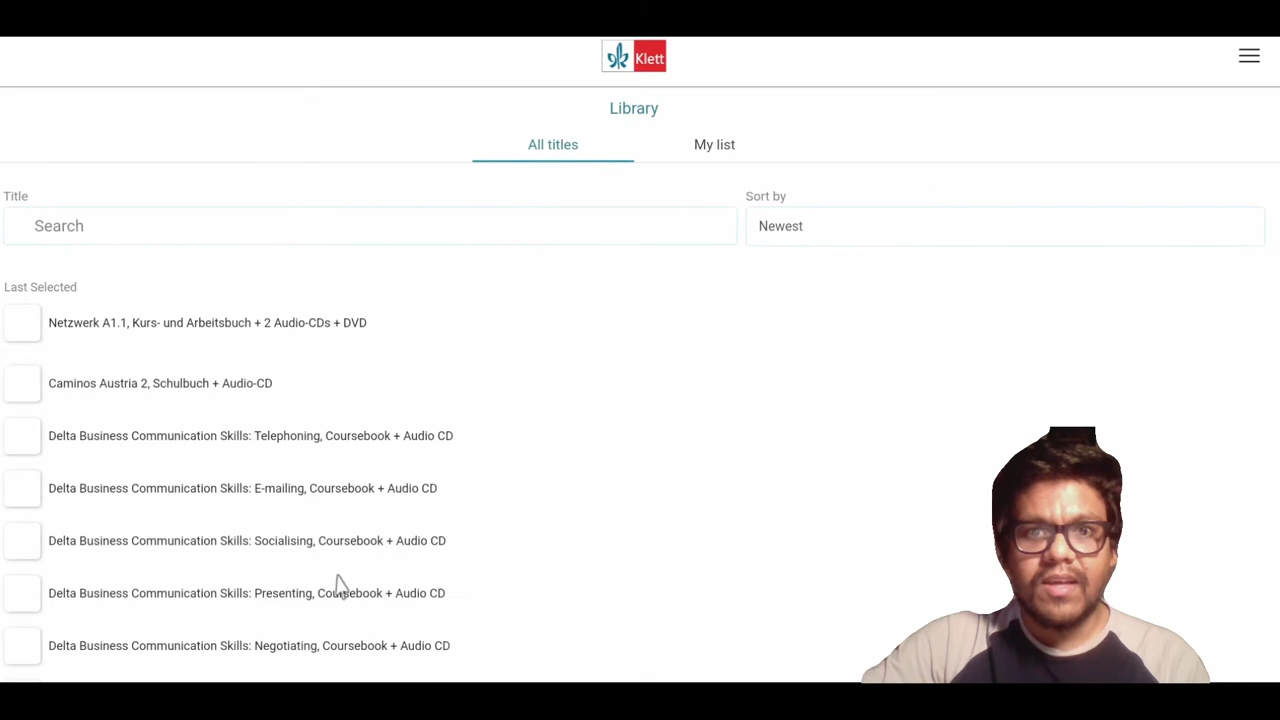 Klett
Library
All titles
My list
Title
Sort by
Search
Newest
Last Selected
Netzwerk A1.1, Kurs- und Arbeitsbuch + 2 Audio-CDs + DVD
Caminos Austria 2, Schulbuch + Audio-CD
Delta Business Communication Skills: Telephoning, Coursebook + Audio CD
Delta Business Communication Skills: E-mailing, Coursebook + Audio CD
Delta Business Communication Skills: Socialising, Coursebook + Audio CD
Delta Business Communication Skills: Presenting, Coursebook + Audio CD
Delta Business Communication Skills: Negotiating, Coursebook + Audio CD